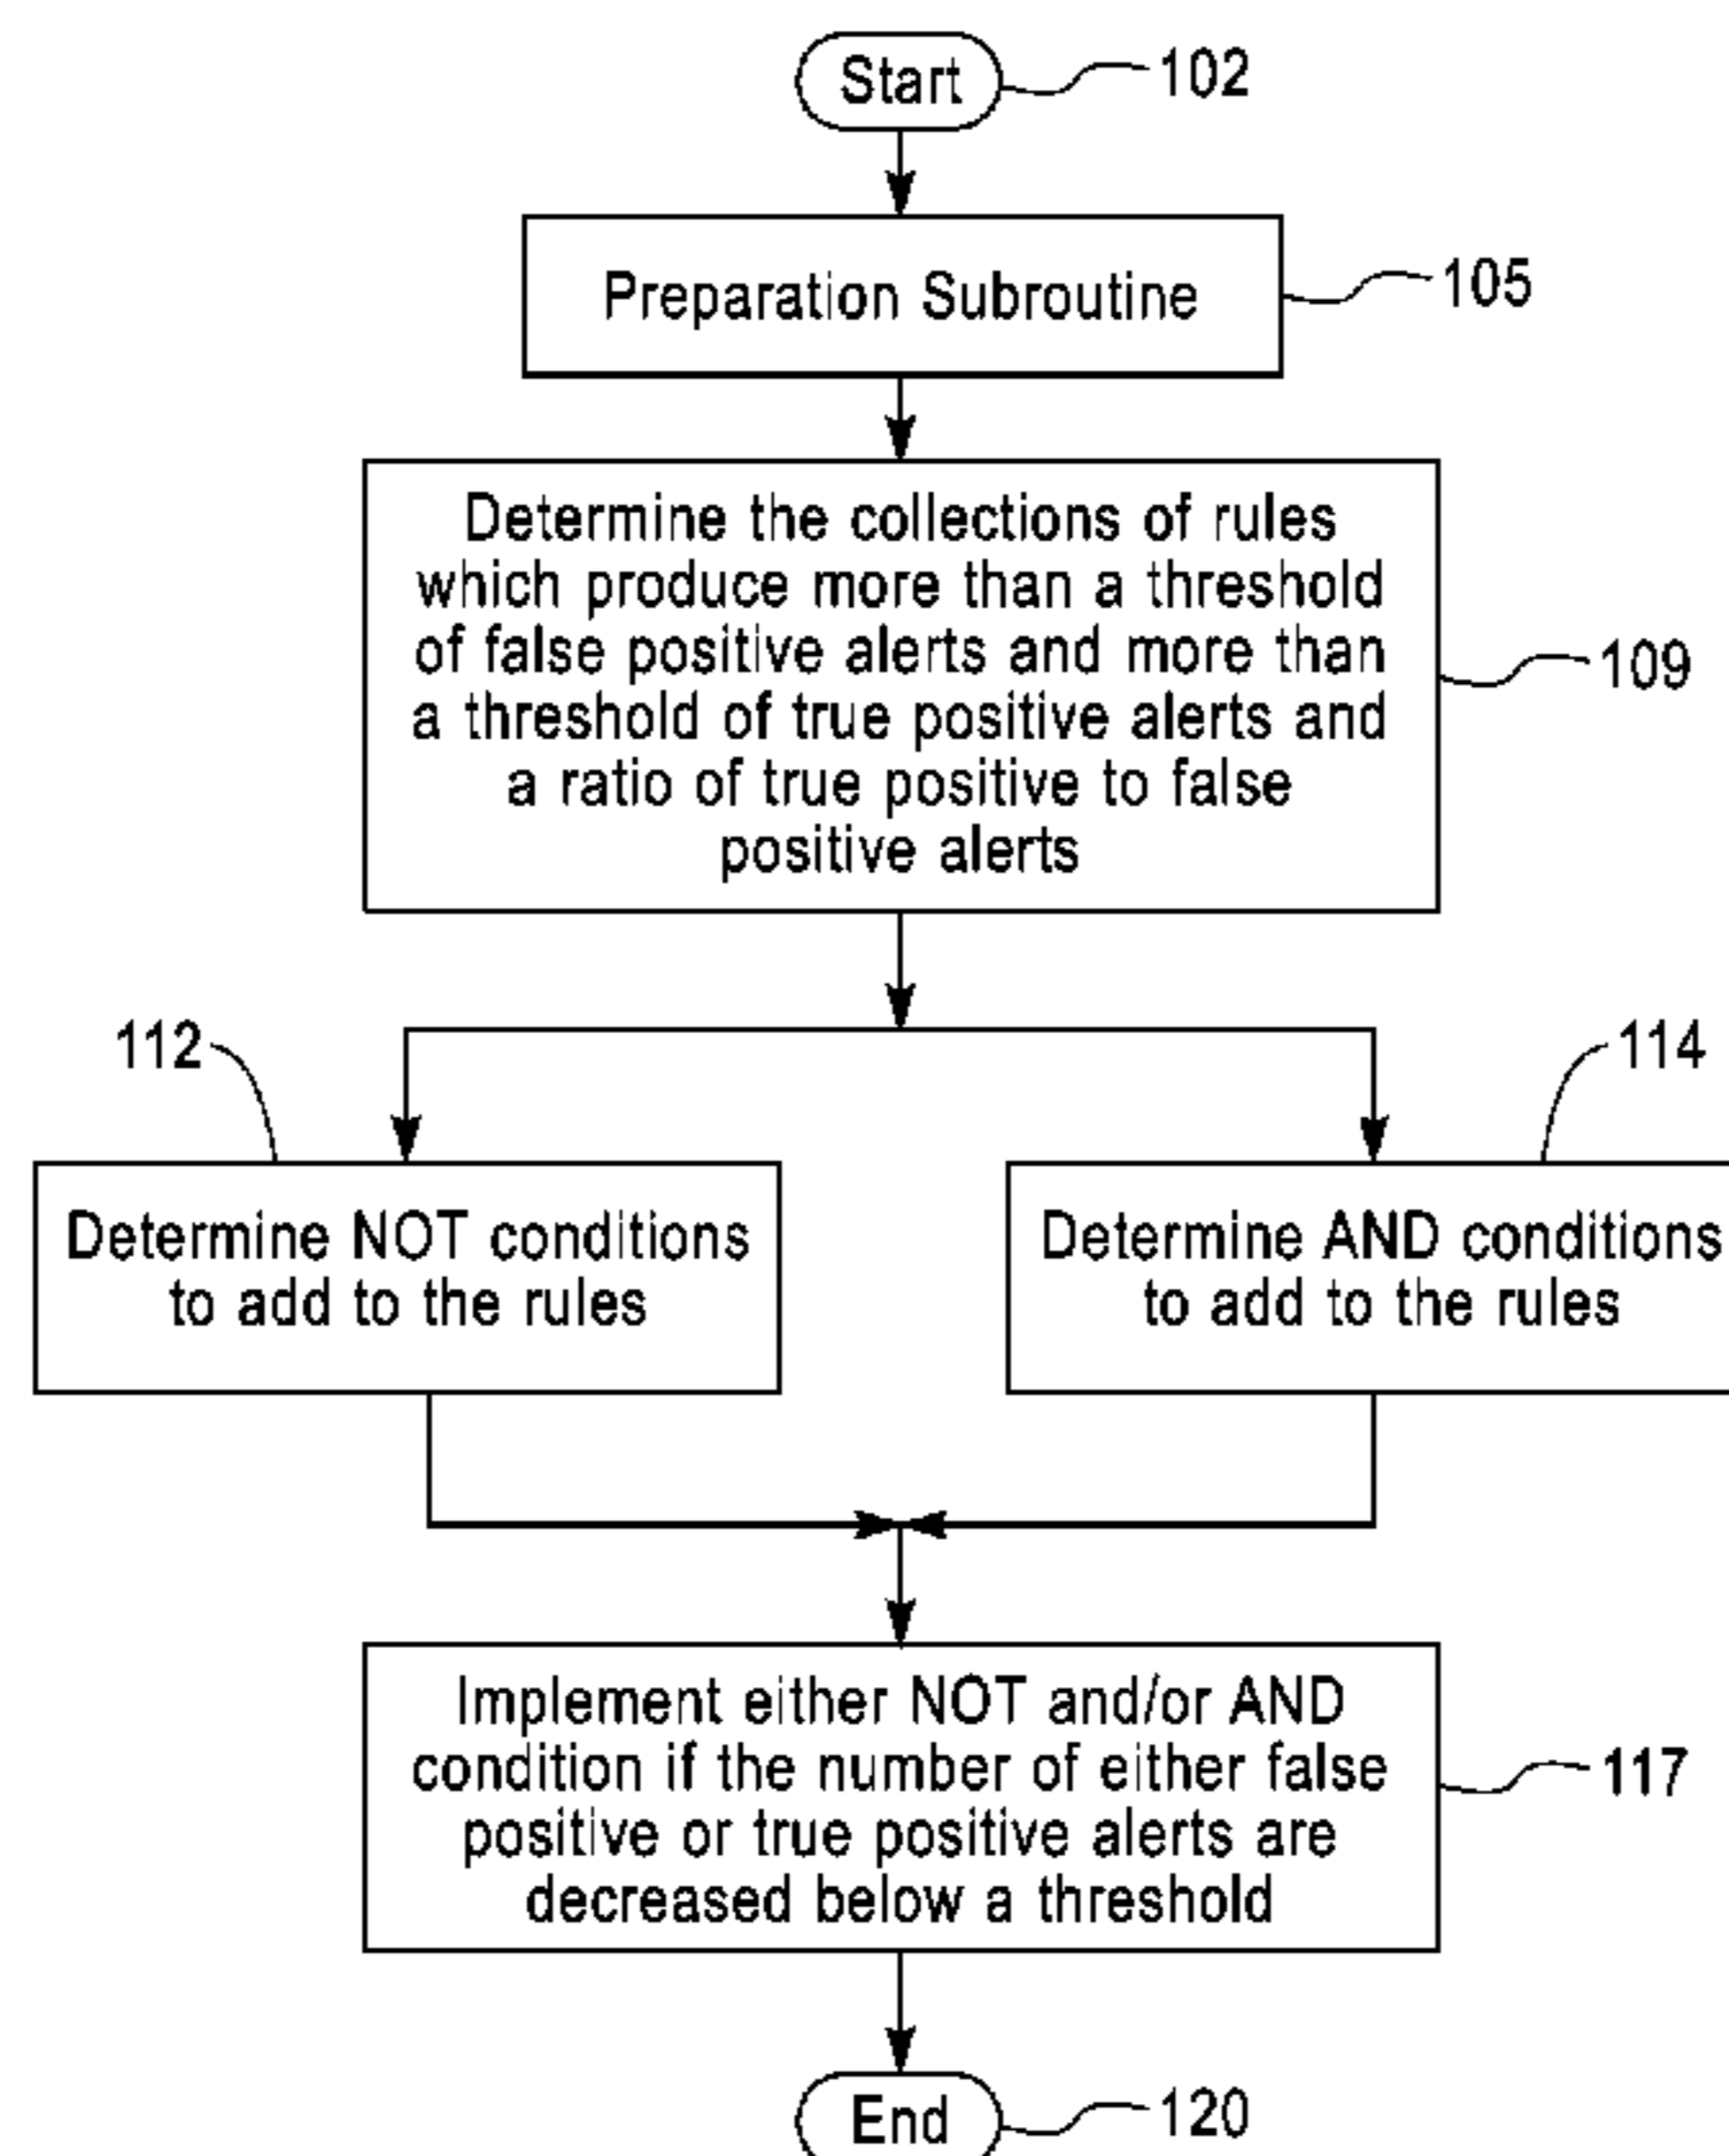 Start
102
Preparation Subroutine
105
Determine the collections of rules
which produce more than a threshold
of false positive alerts and more than
a threshold of true positive alerts and
a ratio of true positive to false
positive alerts
109
112
114
Determine NOT conditions
to add to the rules
Determine AND conditions
to add to the rules
Implement either NOT and/or AND
condition if the number of either false
positive or true positive alerts are
decreased below a threshold
117
End
120